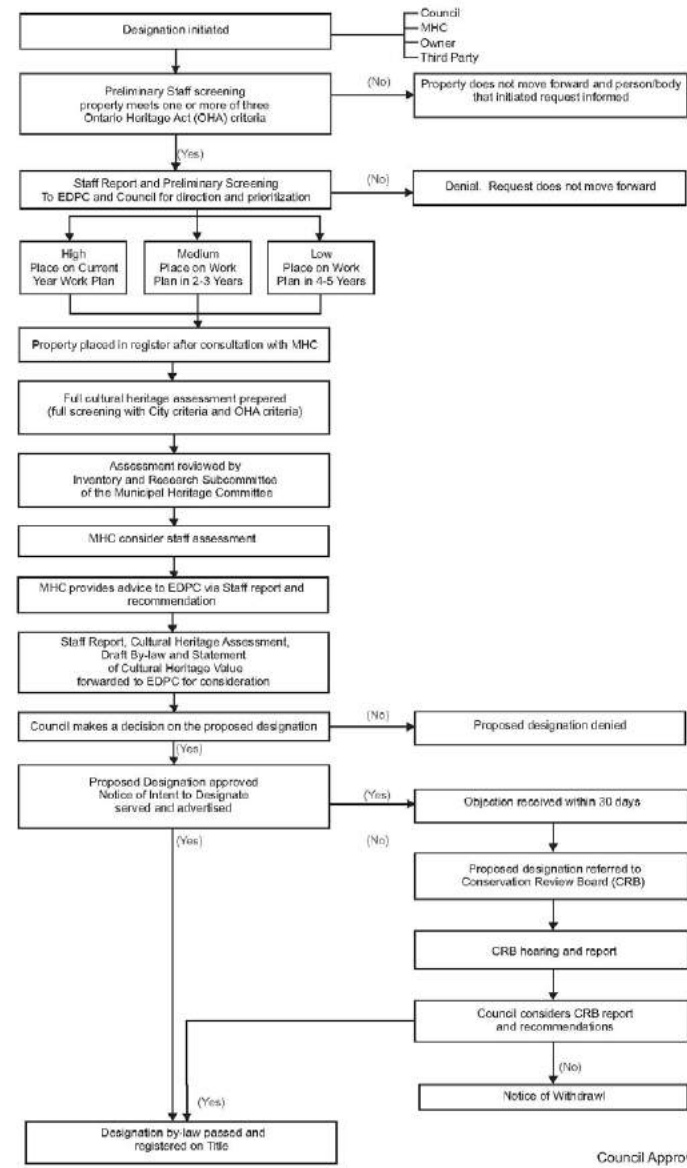 Designation initiated
Council
MHC
Owner
Third Party
Preliminary Staff screening
property meets one or more of three
Ontario Heritage Act (OHA) criteria
(No)
Property does not move forward and person/body
that initiated request informed
(Yes)
Staff Report and Preliminary Screening
To EDPC and Council for direction and prioritization
(No)
Denial. Request does not move forward
High
Place on Current
Year Work Plan
Medium
Place on Work
Plan in 2-3 Years
Low
Place on Work
Plan in 4-5 Years
Property placed in register after consultation with MHC
Full cultural heritage assessment prepared
(full screening with City criteria and OHA criteria)
Assessment reviewed by
Inventory and Research Subcommittee
of the Municipal Heritage Committee
MHC consider staff assessment
MHC provides advice to EDPC via Staff report and
recommendation
Staff Report, Cultural Heritage Assessment,
Draft By-law and Statement
of Cultural Heritage Value
forwarded to EDPC for consideration
Council makes a decision on the proposed designation
(No)
Proposed designation denied
(Yes)
Proposed Designation approved
Notice of Intent to Designate
served and advertised
(Yes)
Objection received within 30 days
(Yes)
(No)
Proposed designation referred to
Conservation Review Board (CRB)
CRB hearing and report
Council considers CRB report
and recommendations
(No)
Notice of Withdrawl
(Yes)
Designation by-law passed and
registered on Title
Council Approv